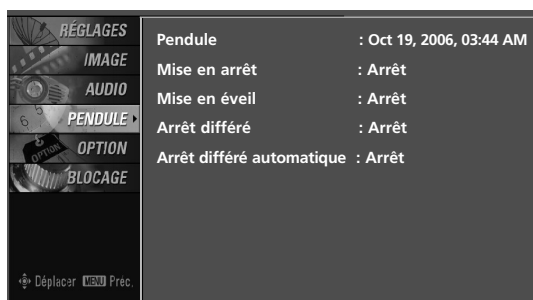 RÉGLAGES
IMAGE
AUDIO
PENDULE
OPTION
BLOCAGE
Déplacer MENU Préc.
Pendule : Oct 19, 2006, 03:44 AM
Mise en arrêt : Arrêt
Mise en éveil : Arrêt
Arrêt différé : Arrêt
Arrêt différé automatique : Arrêt